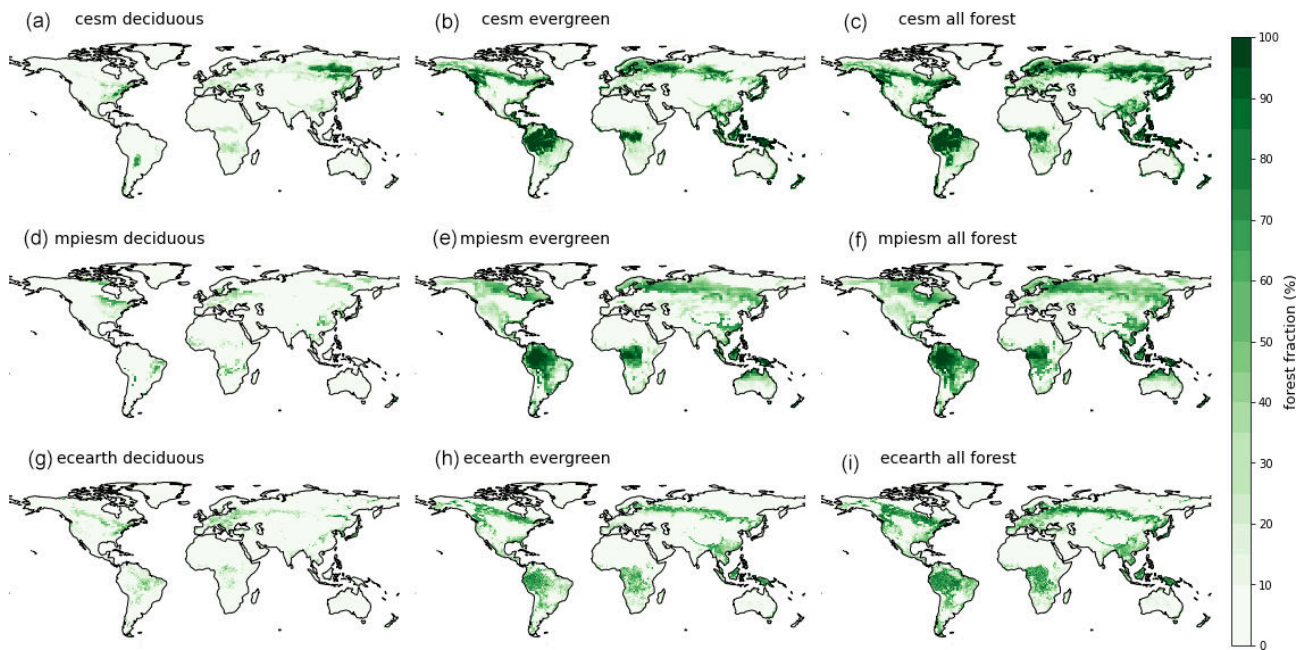 (a) cesm deciduous
(b) cesm evergreen
(c) cesm all forest
(d) mpiesm deciduous
(e) mpiesm evergreen
(f) mpiesm all forest
(g) ecearth deciduous
(h) ecearth evergreen
(i) ecearth all forest
100
90
80
70
60
50
40
30
20
10
0
forest fraction (%)